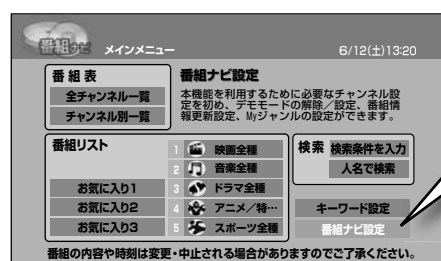 番組ナビ メインメニュー 6/12(土)13:20
番組表
全チャンネル一覧
チャンネル別一覧
番組ナビ設定
本機能を利用するために必要なチャンネル設
定を初め、デモモードの解除/設定、番組情
報更新設定、Myジャンルの設定ができます。
番組リスト
お気に入り1
お気に入り2
お気に入り3
1 映画全種
2 音楽全種
3 ドラマ全種
4 アニメ/特…
5 スポーツ全種
検索 検索条件を入力
人名で検索
キーワード設定
番組ナビ設定
番組の内容や時刻は変更・中止される場合がありますのでご了承ください。